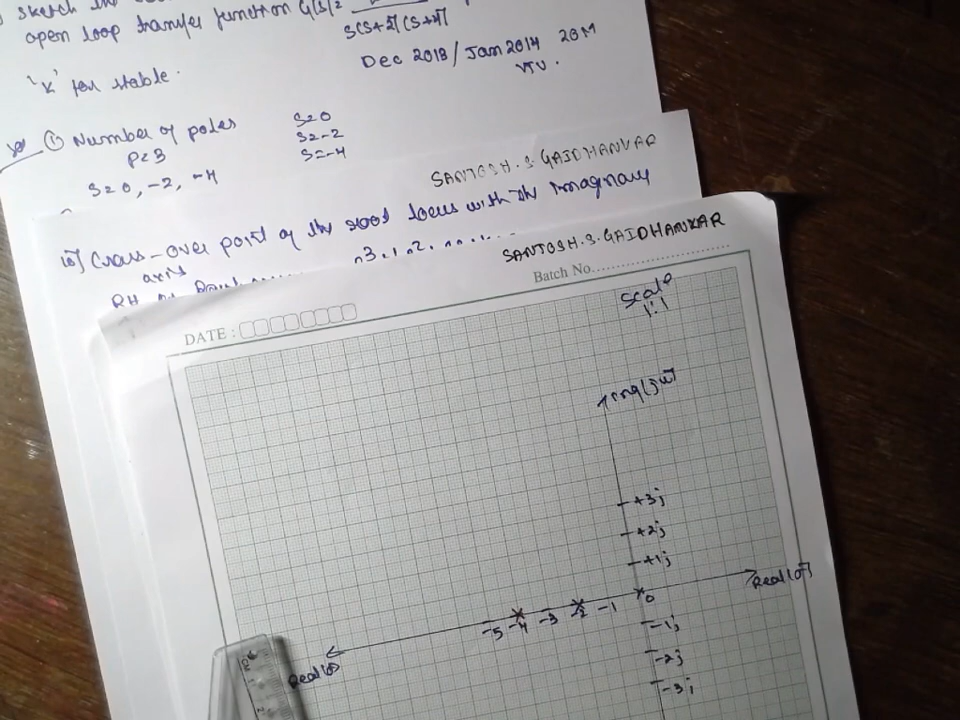 sketch the
open loop transfer function G(s)=
s(s+2)(s+4)
'K' for stable.
Dec 2013/Jan 2014 20M
VTU.
① Number of poles
P=3
s=0
s=-2
s=-4
s=0, -2, -4
SANTOSH.S.GAIDHANKAR
Cross-over point of the root locus with the Imaginary
axis
RH
SANTOSH.S.GAIDHANKAR
Batch No.
DATE :
Scale
1:1
Img(jω)
+3j
+2j
+1j
Real(σ)
-5 -4 -3 -2 -1 0
-1j
-2j
-3j
Real(σ)
CM